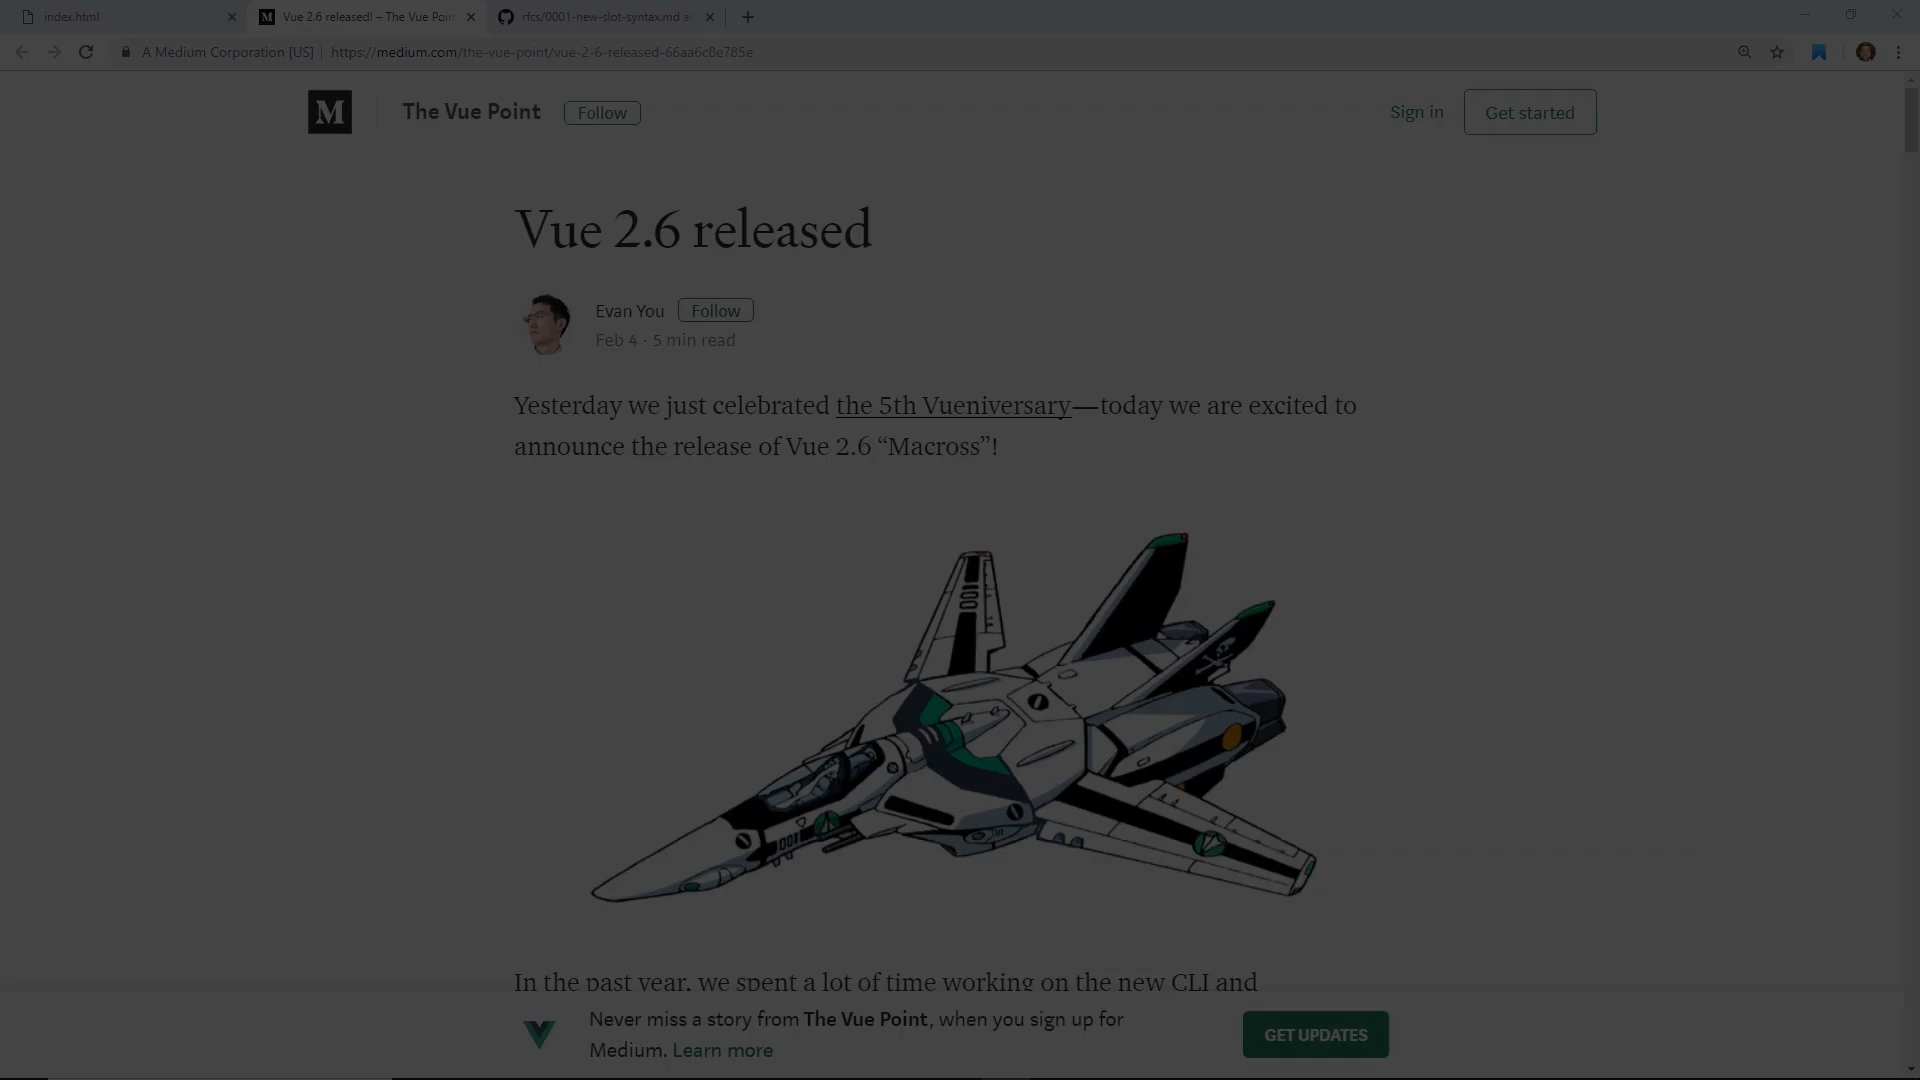 index.html
Vue 2.6 released! – The Vue Poin
rfcs/0001-new-slot-syntax.md a
A Medium Corporation [US]
https://medium.com/the-vue-point/vue-2-6-released-66aa6c8e785e
M
The Vue Point
Follow
Sign in
Get started
Vue 2.6 released
Evan You
Follow
Feb 4 · 5 min read
Yesterday we just celebrated the 5th Vueniversary—today we are excited to
announce the release of Vue 2.6 “Macross”!
001
001
In the past year, we spent a lot of time working on the new CLI and
Never miss a story from The Vue Point, when you sign up for
Medium. Learn more
GET UPDATES